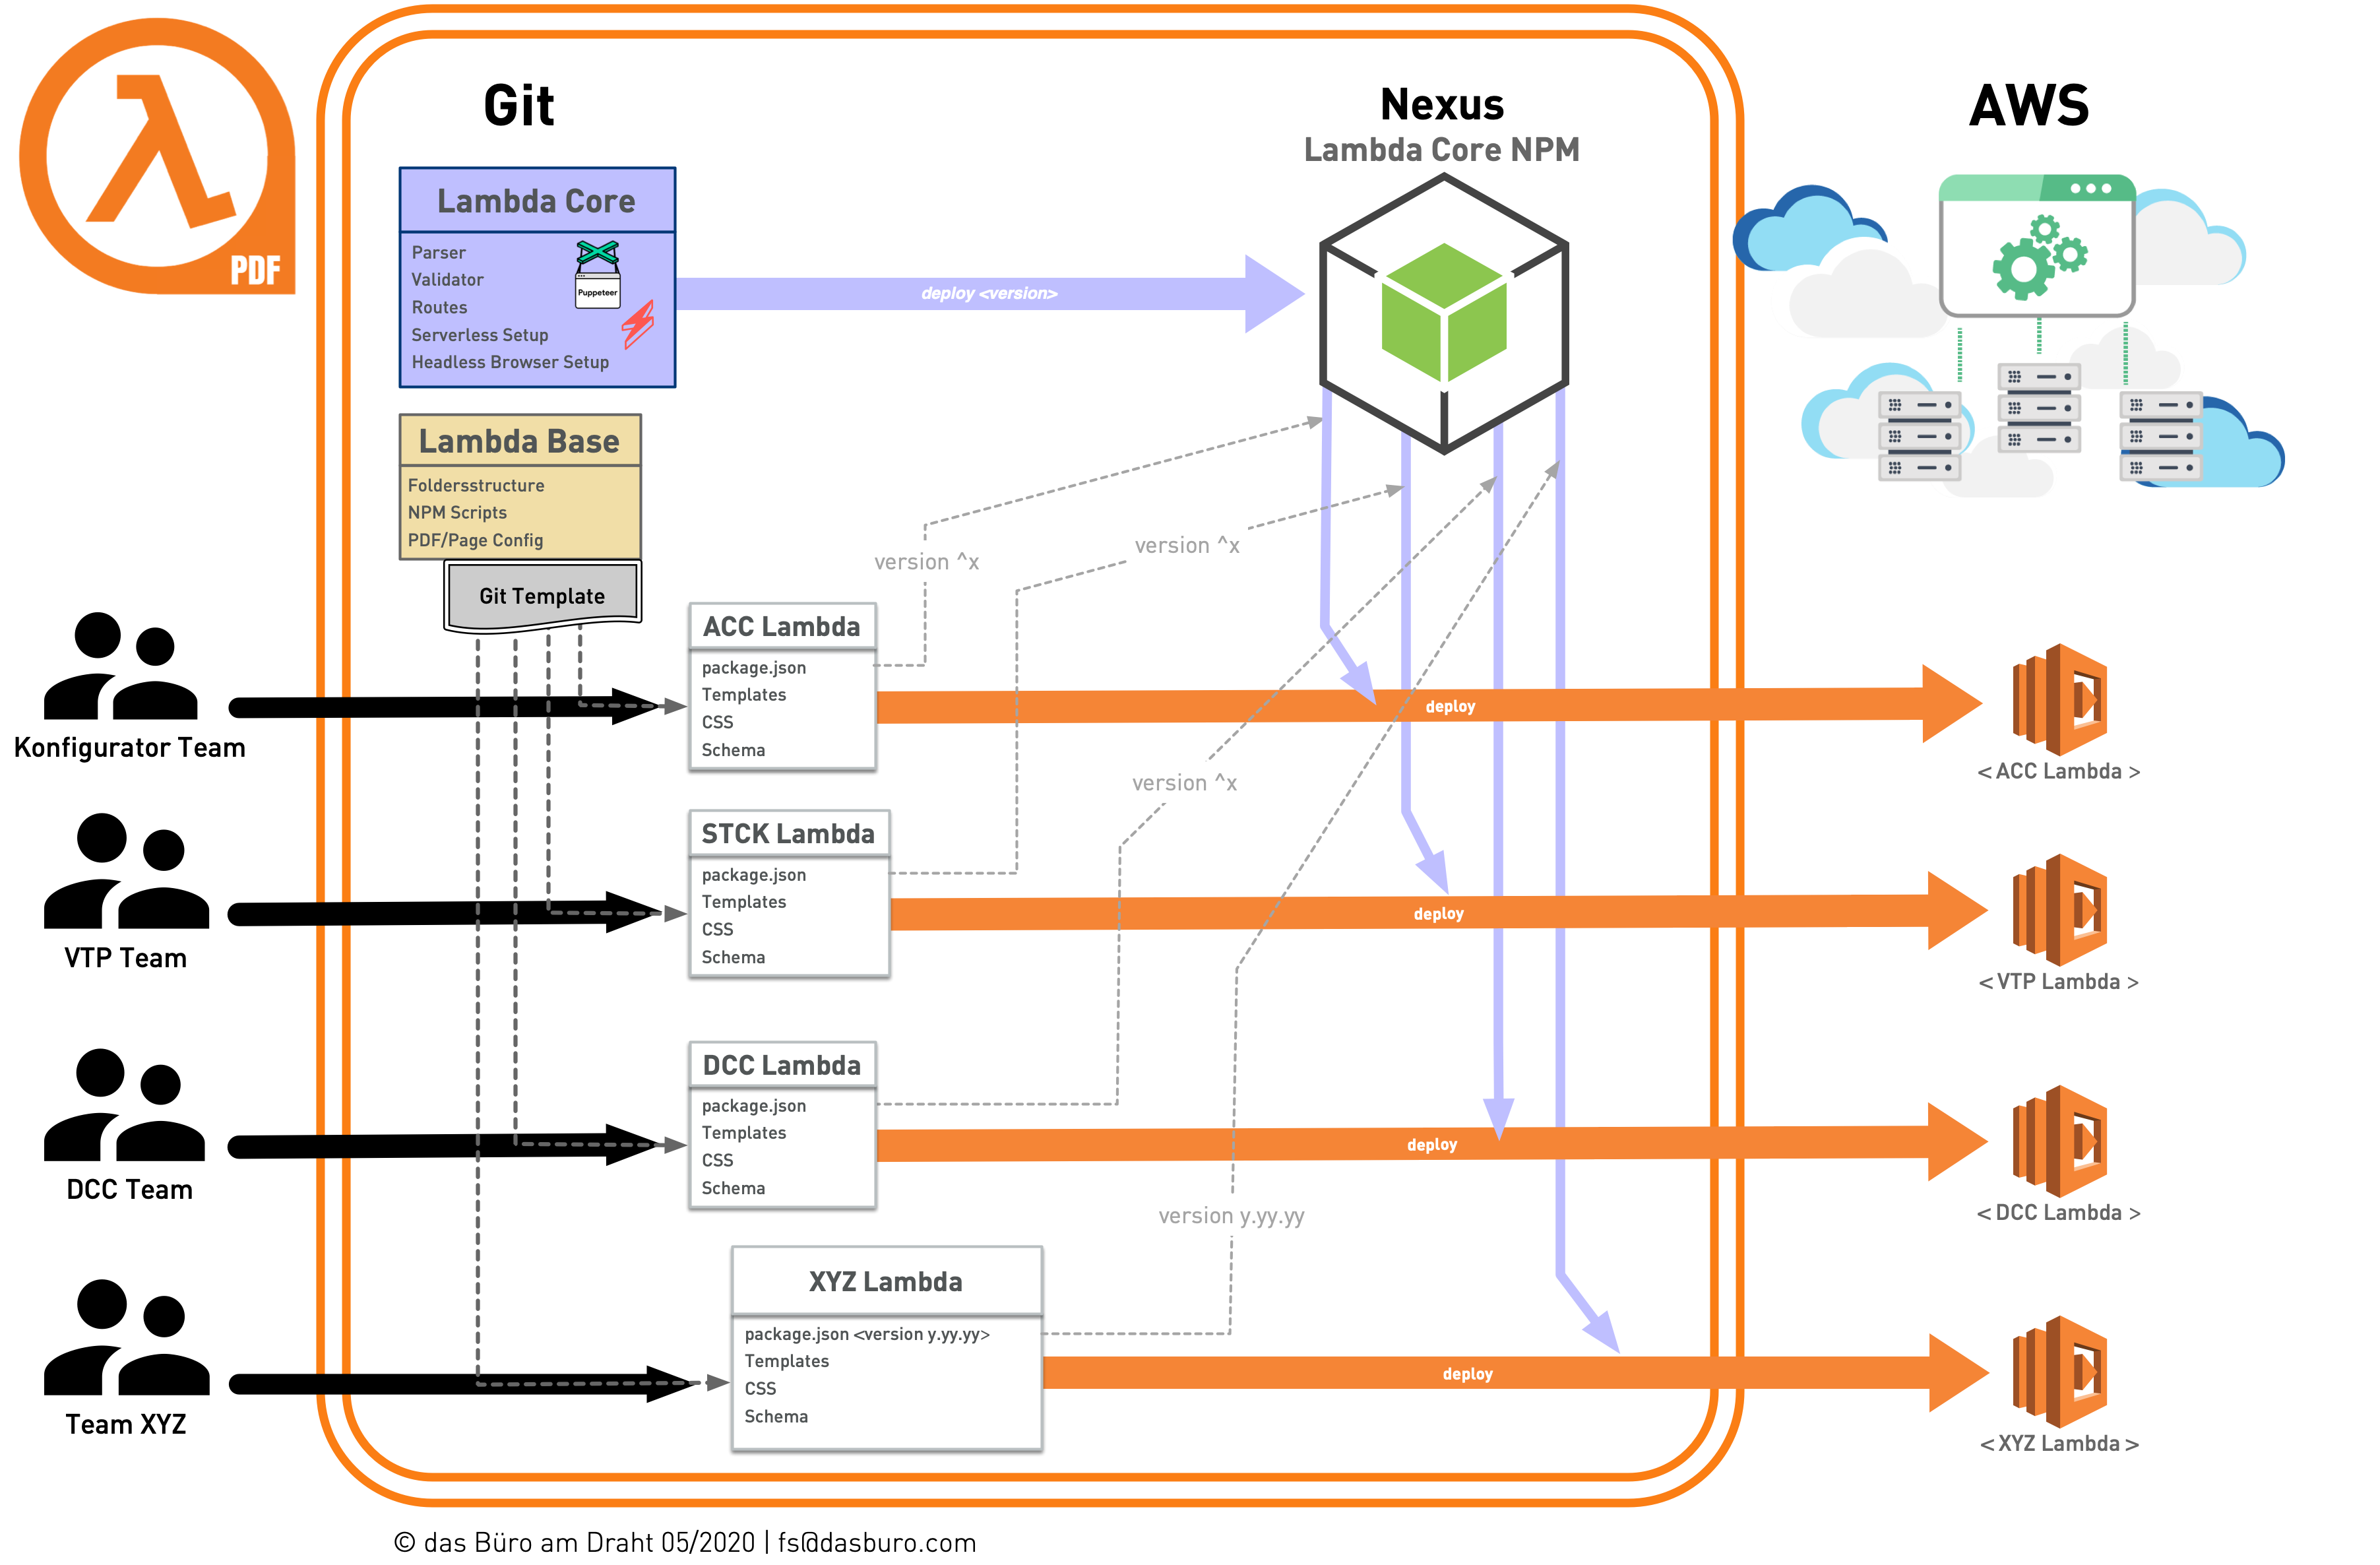 PDF
Git
Nexus
Lambda Core NPM
AWS
Lambda Core
Parser
Validator
Routes
Serverless Setup
Headless Browser Setup
Puppeteer
deploy <version>
Lambda Base
Foldersstructure
NPM Scripts
PDF/Page Config
Git Template
version ^x
version ^x
version ^x
version y.yy.yy
Konfigurator Team
ACC Lambda
package.json
Templates
CSS
Schema
deploy
< ACC Lambda >
VTP Team
STCK Lambda
package.json
Templates
CSS
Schema
deploy
< VTP Lambda >
DCC Team
DCC Lambda
package.json
Templates
CSS
Schema
deploy
< DCC Lambda >
Team XYZ
XYZ Lambda
package.json <version y.yy.yy>
Templates
CSS
Schema
deploy
< XYZ Lambda >
© das Büro am Draht 05/2020 | fs@dasburo.com